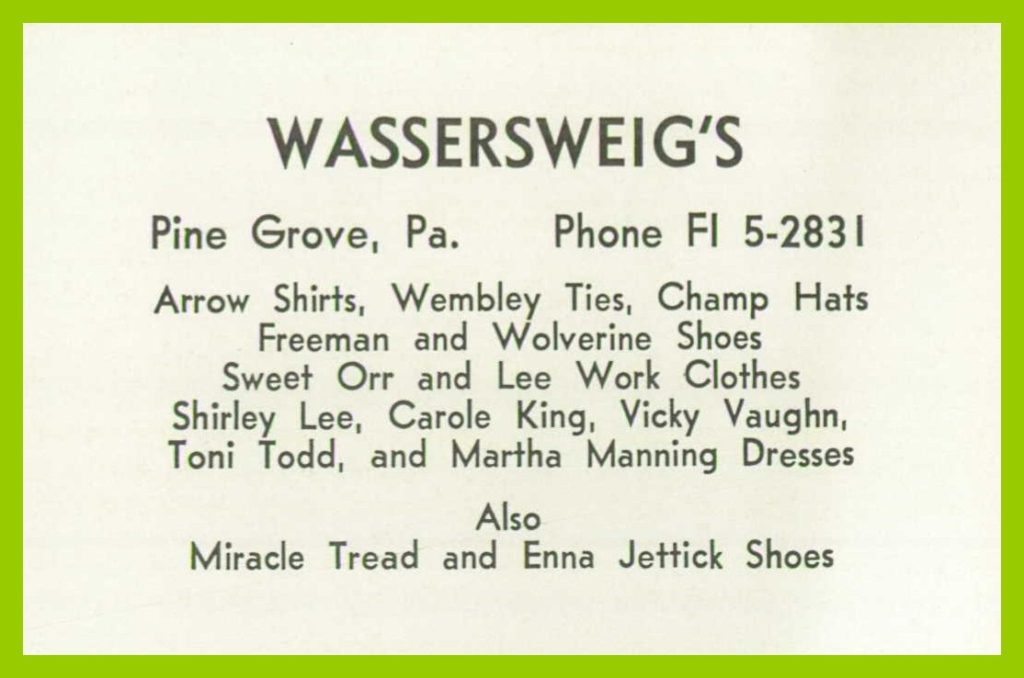 WASSERSWEIG'S
Pine Grove, Pa. Phone FI 5-2831
Arrow Shirts, Wembley Ties, Champ Hats
Freeman and Wolverine Shoes
Sweet Orr and Lee Work Clothes
Shirley Lee, Carole King, Vicky Vaughn,
Toni Todd, and Martha Manning Dresses
Also
Miracle Tread and Enna Jettick Shoes